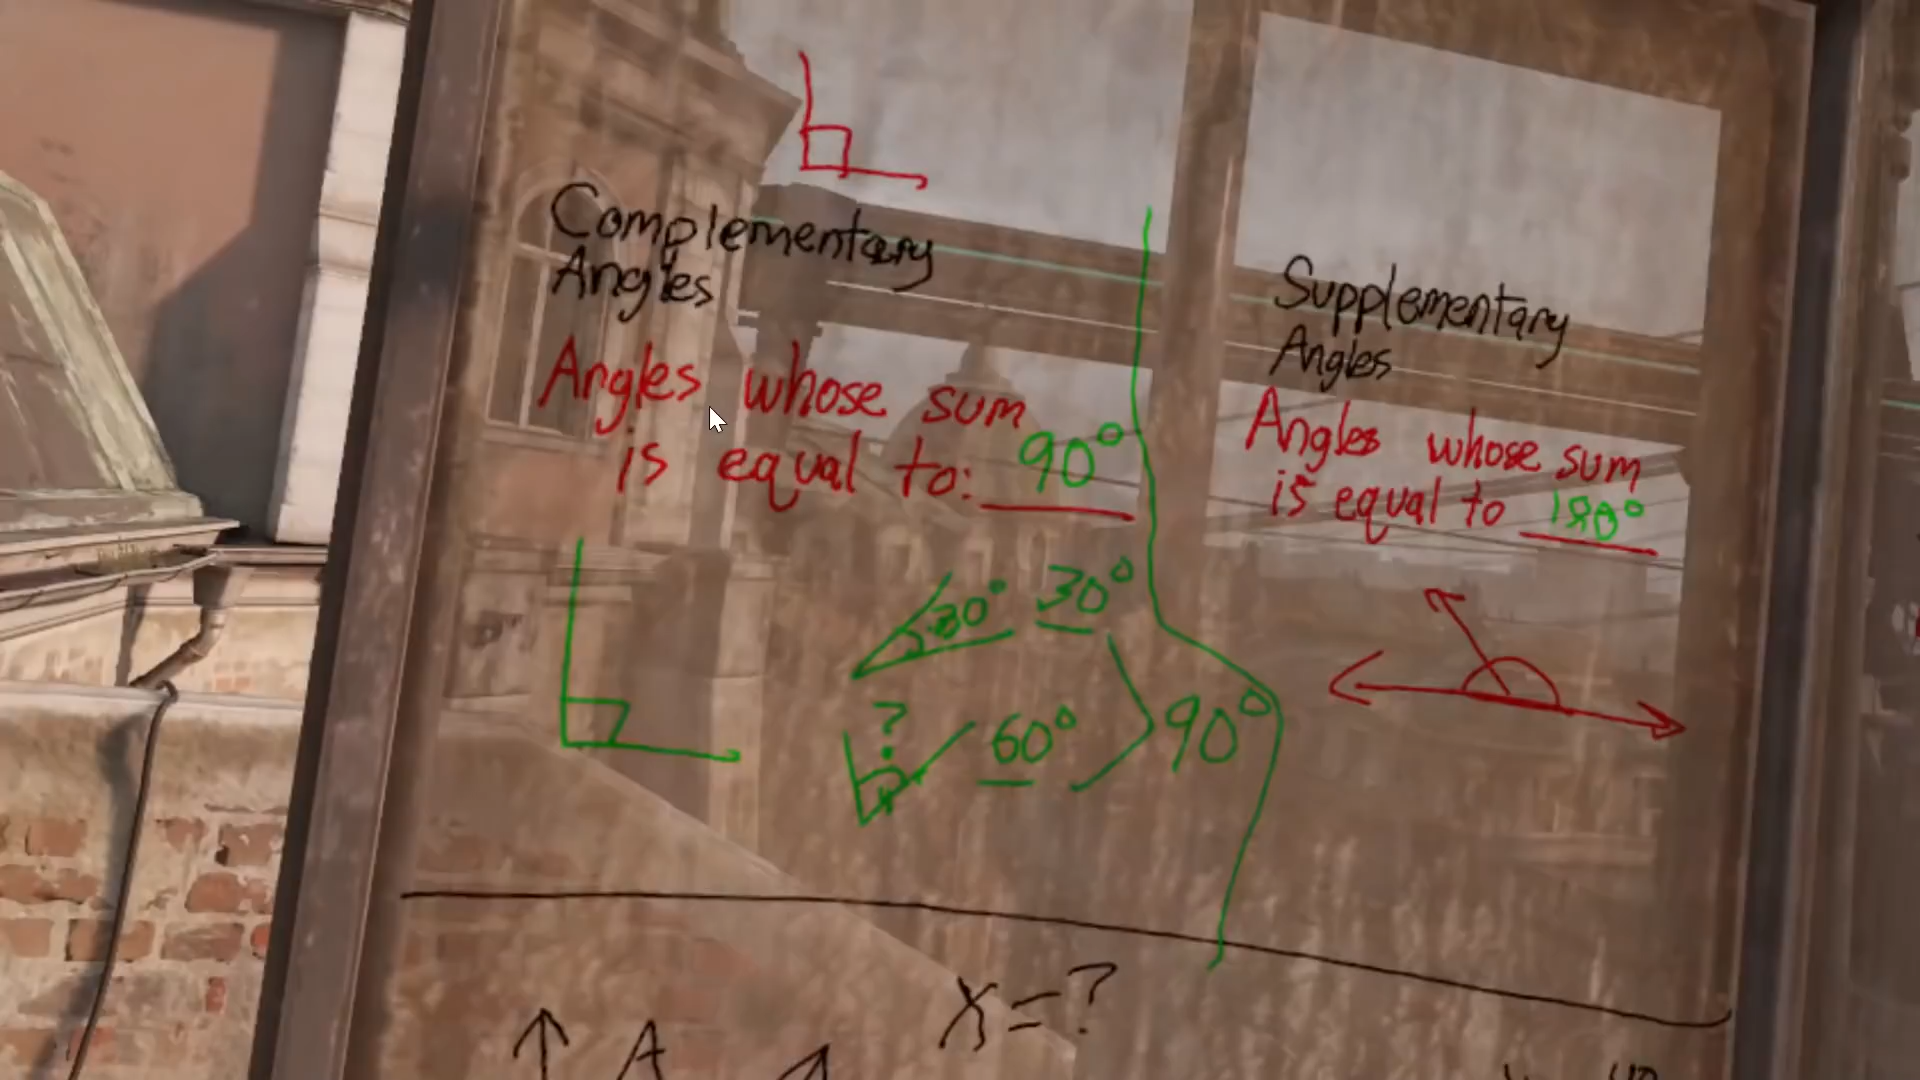 Complementary
Angles
Angles whose sum
is equal to: 90°
30° 30°
? 60° 90°
Supplementary
Angles
Angles whose sum
is equal to 180°
X=?
A